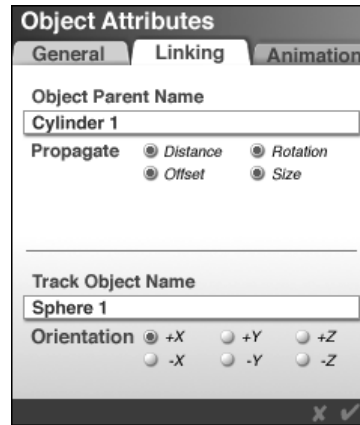 Object Attributes
General Linking Animation
Object Parent Name
Cylinder 1
Propagate Distance Rotation
Offset Size
Track Object Name
Sphere 1
Orientation +X +Y +Z
-X -Y -Z